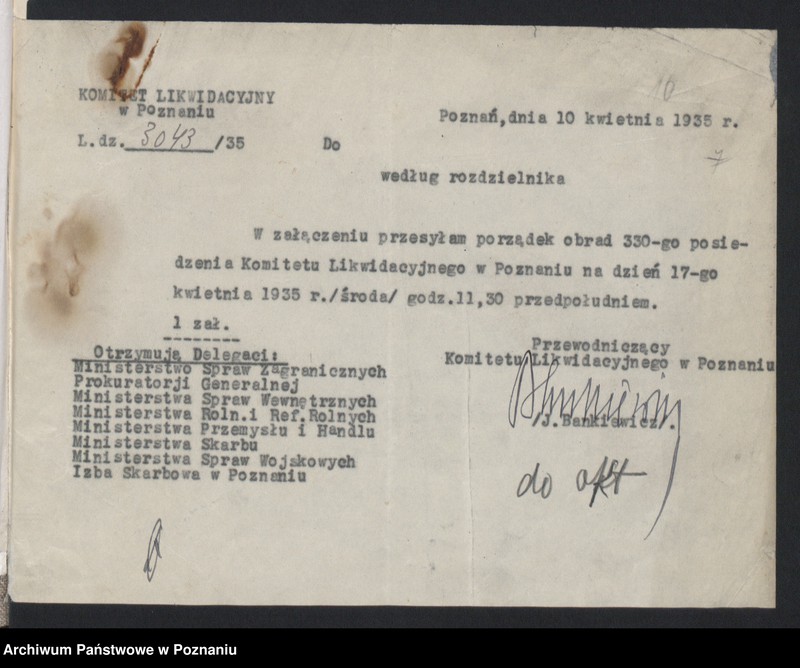 10
KOMITET LIKWIDACYJNY
w Poznaniu
Poznań,dnia 10 kwietnia 1935 r.
L.dz. 3043 /35
Do
według rozdzielnika
W załączeniu przesyłam porządek obrad 330-go posie-
dzenia Komitetu Likwidacyjnego w Poznaniu na dzień 17-go
kwietnia 1935 r./środa/ godz.11,30 przedpołudniem.
1 zał.
Otrzymują Delegaci:
Ministerstwo Spraw Zagranicznych
Prokuratorji Generalnej
Ministerstwa Spraw Wewnętrznych
Ministerstwa Roln.i Ref.Rolnych
Ministerstwa Przemysłu i Handlu
Ministerstwa Skarbu
Ministerstwa Spraw Wojskowych
Izba Skarbowa w Poznaniu
Przewodniczący
Komitetu Likwidacyjnego w Poznaniu
/J.Bankiewicz/.
do akt
Archiwum Państwowe w Poznaniu